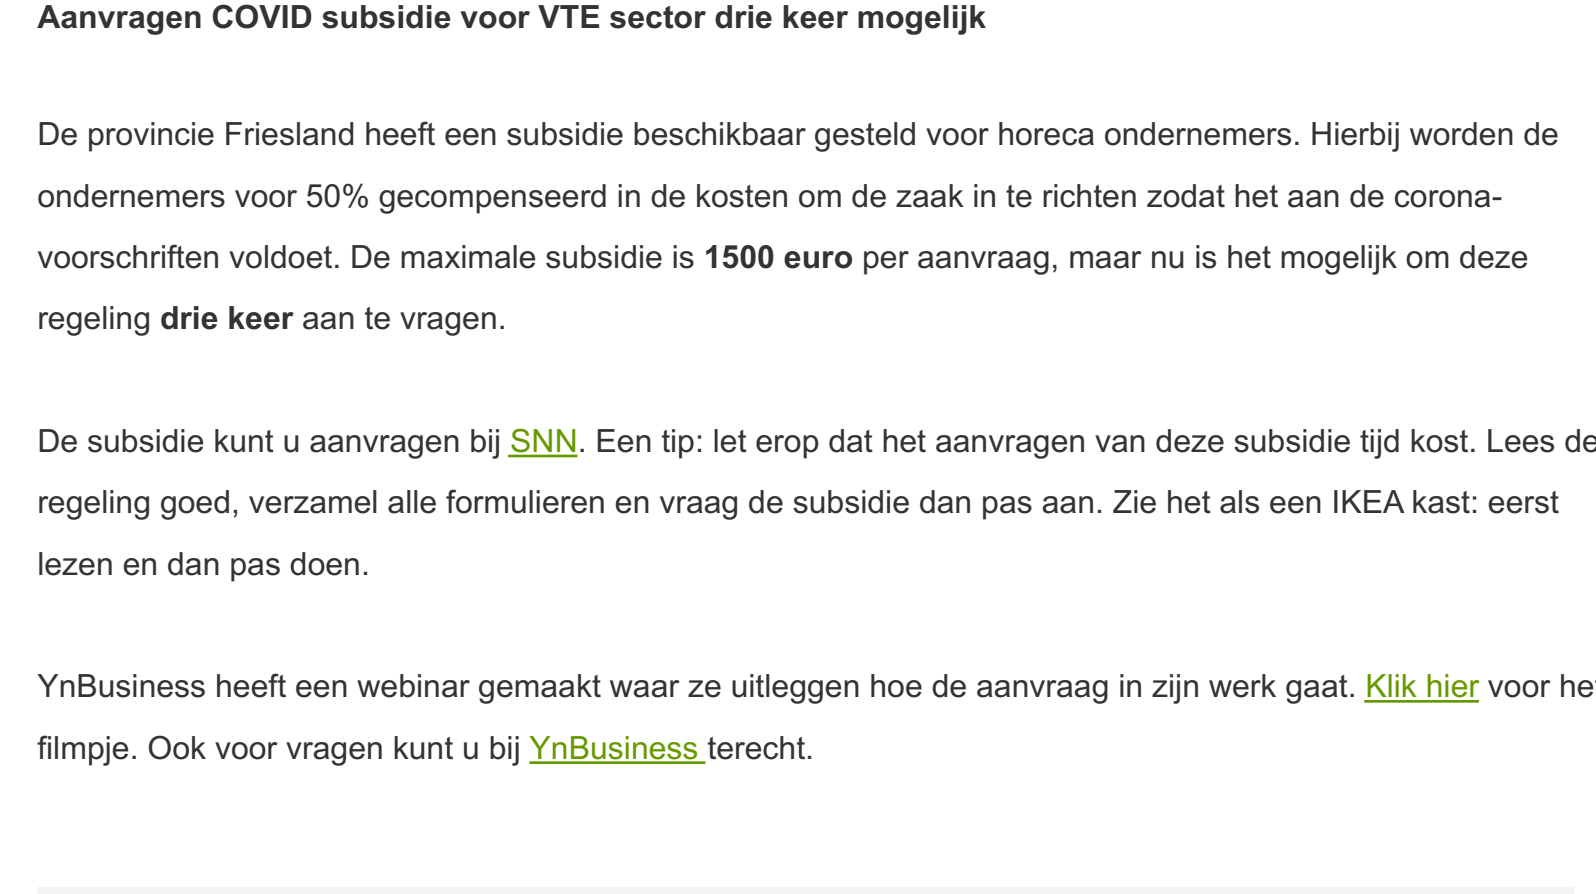 Aanvragen COVID subsidie voor VTE sector drie keer mogelijk
De provincie Friesland heeft een subsidie beschikbaar gesteld voor horeca ondernemers. Hierbij worden de
ondernemers voor 50% gecompenseerd in de kosten om de zaak in te richten zodat het aan de corona-
voorschriften voldoet. De maximale subsidie is 1500 euro per aanvraag, maar nu is het mogelijk om deze
regeling drie keer aan te vragen.
De subsidie kunt u aanvragen bij SNN. Een tip: let erop dat het aanvragen van deze subsidie tijd kost. Lees de
regeling goed, verzamel alle formulieren en vraag de subsidie dan pas aan. Zie het als een IKEA kast: eerst
lezen en dan pas doen.
YnBusiness heeft een webinar gemaakt waar ze uitleggen hoe de aanvraag in zijn werk gaat. Klik hier voor het
filmpje. Ook voor vragen kunt u bij YnBusiness terecht.